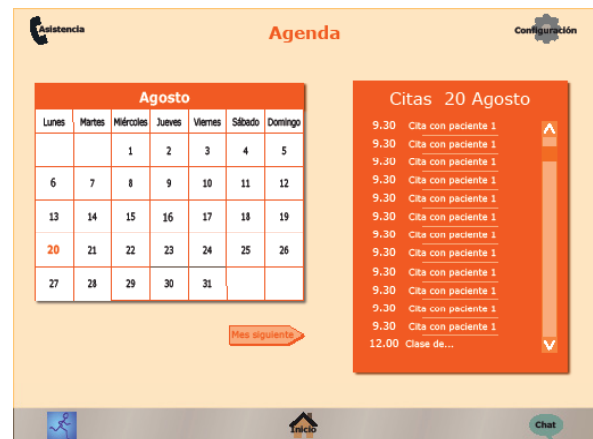 Asistencia
Agenda
Configuración
Agosto
Lunes Martes Miércoles Jueves Viernes Sábado Domingo
1 2 3 4 5
6 7 8 9 10 11 12
13 14 15 16 17 18 19
20 21 22 23 24 25 26
27 28 29 30 31
Mes siguiente
Citas 20 Agosto
9.30 Cita con paciente 1
9.30 Cita con paciente 1
9.30 Cita con paciente 1
9.30 Cita con paciente 1
9.30 Cita con paciente 1
9.30 Cita con paciente 1
9.30 Cita con paciente 1
9.30 Cita con paciente 1
9.30 Cita con paciente 1
9.30 Cita con paciente 1
9.30 Cita con paciente 1
9.30 Cita con paciente 1
12.00 Clase de...
Inicio
Chat